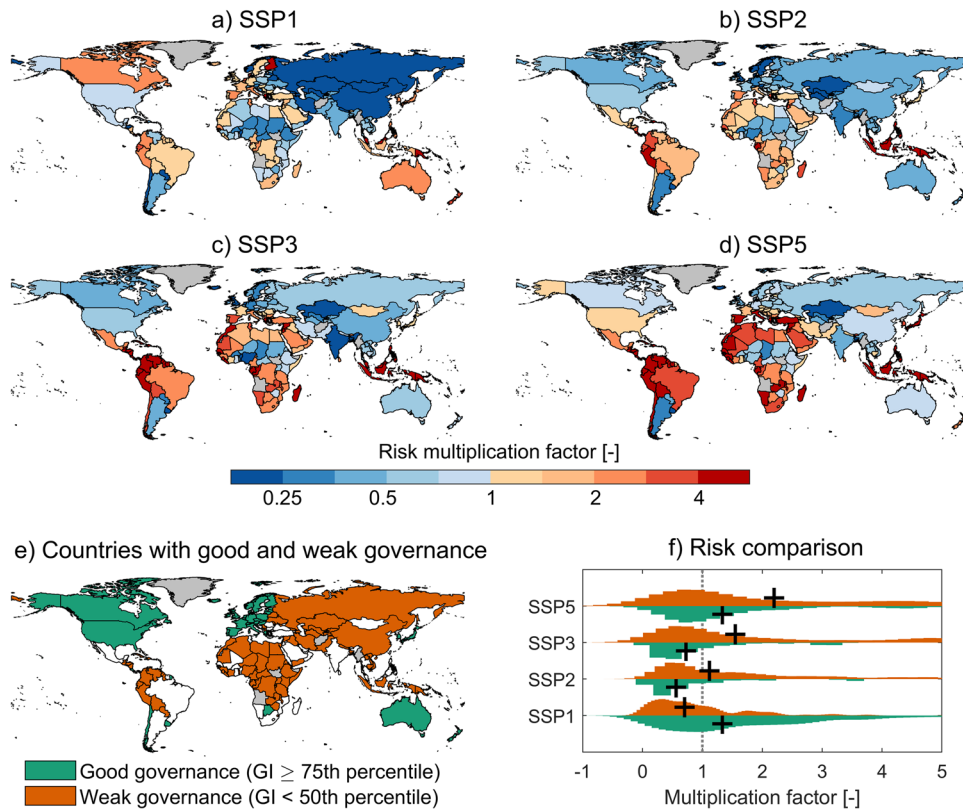 a) SSP1
b) SSP2
c) SSP3
d) SSP5
Risk multiplication factor [-]
0.25 0.5 1 2 4
e) Countries with good and weak governance
Good governance (GI ≥ 75th percentile)
Weak governance (GI < 50th percentile)
f) Risk comparison
SSP5
SSP3
SSP2
SSP1
-1 0 1 2 3 4 5
Multiplication factor [-]